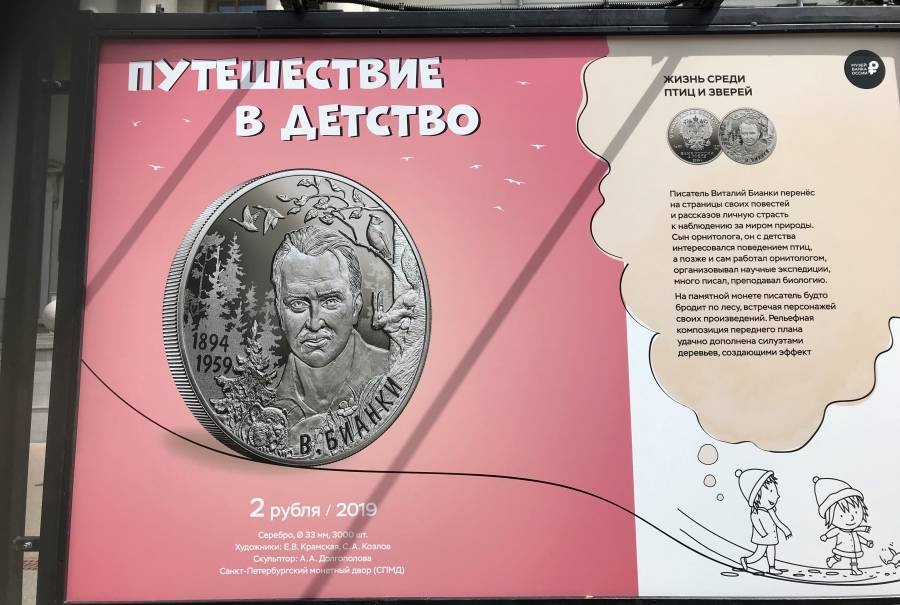 ПУТЕШЕСТВИЕ
В ДЕТСТВО
1894
1959
В. БИАНКИ
2 рубля / 2019
Серебро, Ø 33 мм, 3000 шт.
Художники: Е.В. Крамская, С.А. Козлов
Скульптор: А.А. Долгополова
Санкт-Петербургский монетный двор (СПМД)
МУЗЕЙ
БАНКА
РОССИИ
ЖИЗНЬ СРЕДИ
ПТИЦ И ЗВЕРЕЙ
Писатель Виталий Бианки перенёс
на страницы своих повестей
и рассказов личную страсть
к наблюдению за миром природы.
Сын орнитолога, он с детства
интересовался поведением птиц,
а позже и сам работал орнитологом,
организовывал научные экспедиции,
много писал, преподавал биологию.
На памятной монете писатель будто
бродит по лесу, встречая персонажей
своих произведений. Рельефная
композиция переднего плана
удачно дополнена силуэтами
деревьев, создающими эффект